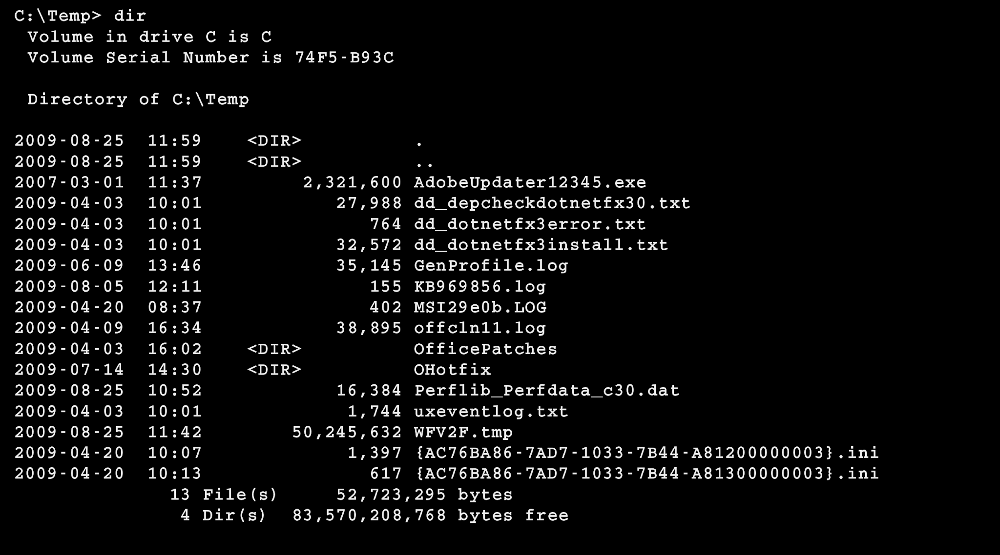 C:\Temp> dir
 Volume in drive C is C
 Volume Serial Number is 74F5-B93C

 Directory of C:\Temp

2009-08-25  11:59    <DIR>          .
2009-08-25  11:59    <DIR>          ..
2007-03-01  11:37         2,321,600 AdobeUpdater12345.exe
2009-04-03  10:01            27,988 dd_depcheckdotnetfx30.txt
2009-04-03  10:01               764 dd_dotnetfx3error.txt
2009-04-03  10:01            32,572 dd_dotnetfx3install.txt
2009-06-09  13:46            35,145 GenProfile.log
2009-08-05  12:11               155 KB969856.log
2009-04-20  08:37               402 MSI29e0b.LOG
2009-04-09  16:34            38,895 offcln11.log
2009-04-03  16:02    <DIR>          OfficePatches
2009-07-14  14:30    <DIR>          OHotfix
2009-08-25  10:52            16,384 Perflib_Perfdata_c30.dat
2009-04-03  10:01             1,744 uxeventlog.txt
2009-08-25  11:42        50,245,632 WFV2F.tmp
2009-04-20  10:07             1,397 {AC76BA86-7AD7-1033-7B44-A81200000003}.ini
2009-04-20  10:13               617 {AC76BA86-7AD7-1033-7B44-A81300000003}.ini
              13 File(s)     52,723,295 bytes
               4 Dir(s)  83,570,208,768 bytes free